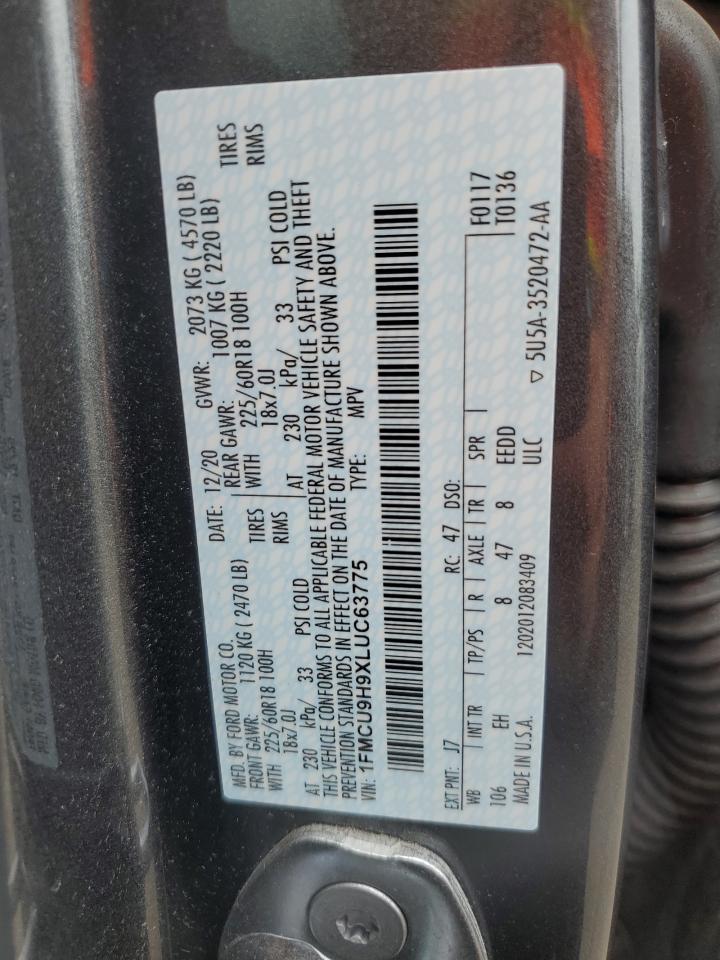 MFD. BY FORD MOTOR CO.
DATE: 12/20 GVWR: 2073 KG ( 4570 LB)
FRONT GAWR: 1120 KG ( 2470 LB) REAR GAWR: 1007 KG ( 2220 LB)
WITH 225/60R18 100H TIRES WITH 225/60R18 100H TIRES
18x7.0J RIMS 18x7.0J RIMS
AT 230 kPa/ 33 PSI COLD AT 230 kPa/ 33 PSI COLD
THIS VEHICLE CONFORMS TO ALL APPLICABLE FEDERAL MOTOR VEHICLE SAFETY AND THEFT
PREVENTION STANDARDS IN EFFECT ON THE DATE OF MANUFACTURE SHOWN ABOVE.
VIN: 1FMCU9H9XLUC63775 TYPE: MPV
EXT PNT: J7 RC: 47 DSO: F0117
WB INT TR TP/PS R AXLE TR SPR T0136
106 EH 8 47 8 EEDD
MADE IN U.S.A. 1202012083409 ULC ▽ 5U5A-3520472-AA